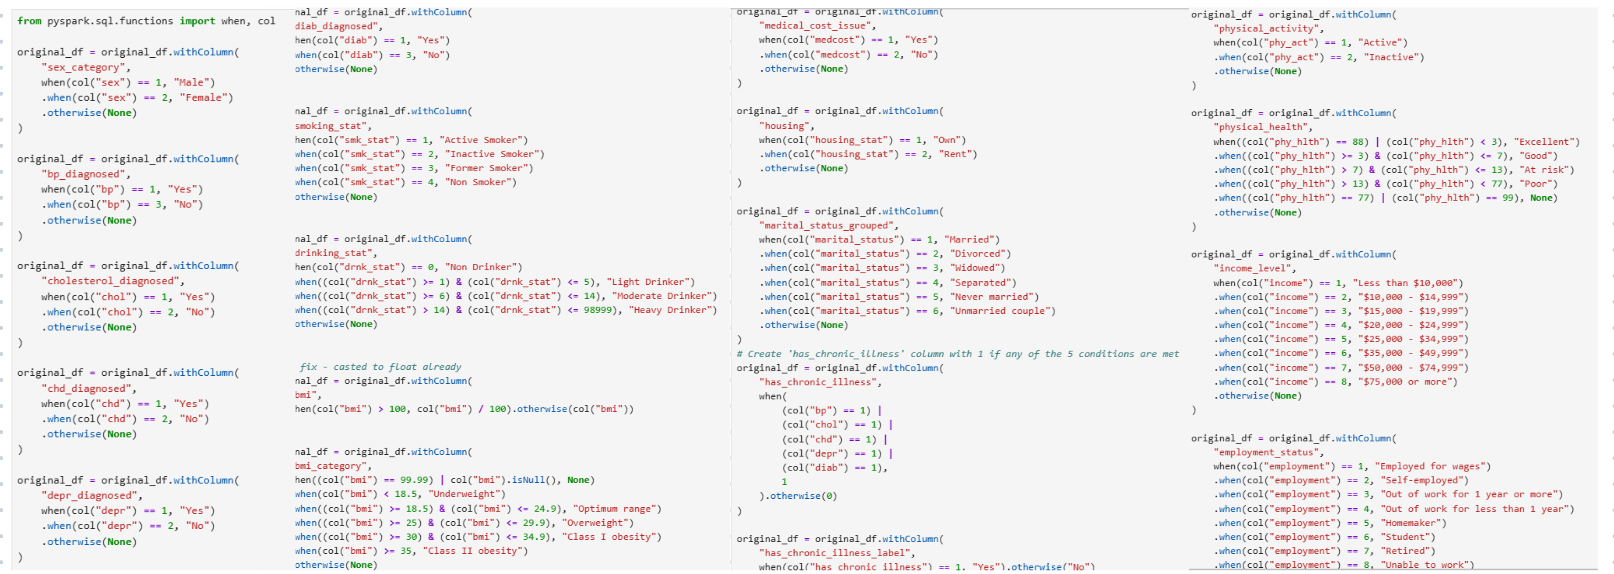 from pyspark.sql.functions import when, col
original_df = original_df.withColumn(
"sex_category",
when(col("sex") == 1, "Male")
.when(col("sex") == 2, "Female")
.otherwise(None)
)
original_df = original_df.withColumn(
"bp_diagnosed",
when(col("bp") == 1, "Yes")
.when(col("bp") == 3, "No")
.otherwise(None)
)
original_df = original_df.withColumn(
"cholesterol_diagnosed",
when(col("chol") == 1, "Yes")
.when(col("chol") == 2, "No")
.otherwise(None)
)
original_df = original_df.withColumn(
"chd_diagnosed",
when(col("chd") == 1, "Yes")
.when(col("chd") == 2, "No")
.otherwise(None)
)
original_df = original_df.withColumn(
"depr_diagnosed",
when(col("depr") == 1, "Yes")
.when(col("depr") == 2, "No")
.otherwise(None)
)
nal_df = original_df.withColumn(
diab_diagnosed",
hen(col("diab") == 1, "Yes")
when(col("diab") == 3, "No")
otherwise(None)
nal_df = original_df.withColumn(
smoking_stat",
hen(col("smk_stat") == 1, "Active Smoker")
when(col("smk_stat") == 2, "Inactive Smoker")
when(col("smk_stat") == 3, "Former Smoker")
when(col("smk_stat") == 4, "Non Smoker")
otherwise(None)
nal_df = original_df.withColumn(
drinking_stat",
hen(col("drnk_stat") == 0, "Non Drinker")
when((col("drnk_stat") >= 1) & (col("drnk_stat") <= 5), "Light Drinker")
when((col("drnk_stat") >= 6) & (col("drnk_stat") <= 14), "Moderate Drinker")
when((col("drnk_stat") > 14) & (col("drnk_stat") <= 98999), "Heavy Drinker")
otherwise(None)
fix - casted to float already
nal_df = original_df.withColumn(
bmi",
hen(col("bmi") > 100, col("bmi") / 100).otherwise(col("bmi"))
nal_df = original_df.withColumn(
bmi_category",
hen((col("bmi") == 99.99) | col("bmi").isNull(), None)
when(col("bmi") < 18.5, "Underweight")
when((col("bmi") >= 18.5) & (col("bmi") <= 24.9), "Optimum range")
when((col("bmi") >= 25) & (col("bmi") <= 29.9), "Overweight")
when((col("bmi") >= 30) & (col("bmi") <= 34.9), "Class I obesity")
when(col("bmi") >= 35, "Class II obesity")
otherwise(None)
original_df = original_df.withColumn(
"medical_cost_issue",
when(col("medcost") == 1, "Yes")
.when(col("medcost") == 2, "No")
.otherwise(None)
)
original_df = original_df.withColumn(
"housing",
when(col("housing_stat") == 1, "Own")
.when(col("housing_stat") == 2, "Rent")
.otherwise(None)
)
original_df = original_df.withColumn(
"marital_status_grouped",
when(col("marital_status") == 1, "Married")
.when(col("marital_status") == 2, "Divorced")
.when(col("marital_status") == 3, "Widowed")
.when(col("marital_status") == 4, "Separated")
.when(col("marital_status") == 5, "Never married")
.when(col("marital_status") == 6, "Unmarried couple")
.otherwise(None)
)
# Create 'has_chronic_illness' column with 1 if any of the 5 conditions are met
original_df = original_df.withColumn(
"has_chronic_illness",
when(
(col("bp") == 1) |
(col("chol") == 1) |
(col("chd") == 1) |
(col("depr") == 1) |
(col("diab") == 1),
1
).otherwise(0)
)
original_df = original_df.withColumn(
"has_chronic_illness_label",
when(col("has_chronic_illness") == 1, "Yes").otherwise("No")
original_df = original_df.withColumn(
"physical_activity",
when(col("phy_act") == 1, "Active")
.when(col("phy_act") == 2, "Inactive")
.otherwise(None)
)
original_df = original_df.withColumn(
"physical_health",
when((col("phy_hlth") == 88) | (col("phy_hlth") < 3), "Excellent")
.when((col("phy_hlth") >= 3) & (col("phy_hlth") <= 7), "Good")
.when((col("phy_hlth") > 7) & (col("phy_hlth") <= 13), "At risk")
.when((col("phy_hlth") > 13) & (col("phy_hlth") < 77), "Poor")
.when((col("phy_hlth") == 77) | (col("phy_hlth") == 99), None)
.otherwise(None)
)
original_df = original_df.withColumn(
"income_level",
when(col("income") == 1, "Less than $10,000")
.when(col("income") == 2, "$10,000 - $14,999")
.when(col("income") == 3, "$15,000 - $19,999")
.when(col("income") == 4, "$20,000 - $24,999")
.when(col("income") == 5, "$25,000 - $34,999")
.when(col("income") == 6, "$35,000 - $49,999")
.when(col("income") == 7, "$50,000 - $74,999")
.when(col("income") == 8, "$75,000 or more")
.otherwise(None)
)
original_df = original_df.withColumn(
"employment_status",
when(col("employment") == 1, "Employed for wages")
.when(col("employment") == 2, "Self-employed")
.when(col("employment") == 3, "Out of work for 1 year or more")
.when(col("employment") == 4, "Out of work for less than 1 year")
.when(col("employment") == 5, "Homemaker")
.when(col("employment") == 6, "Student")
.when(col("employment") == 7, "Retired")
.when(col("employment") == 8, "Unable to work")